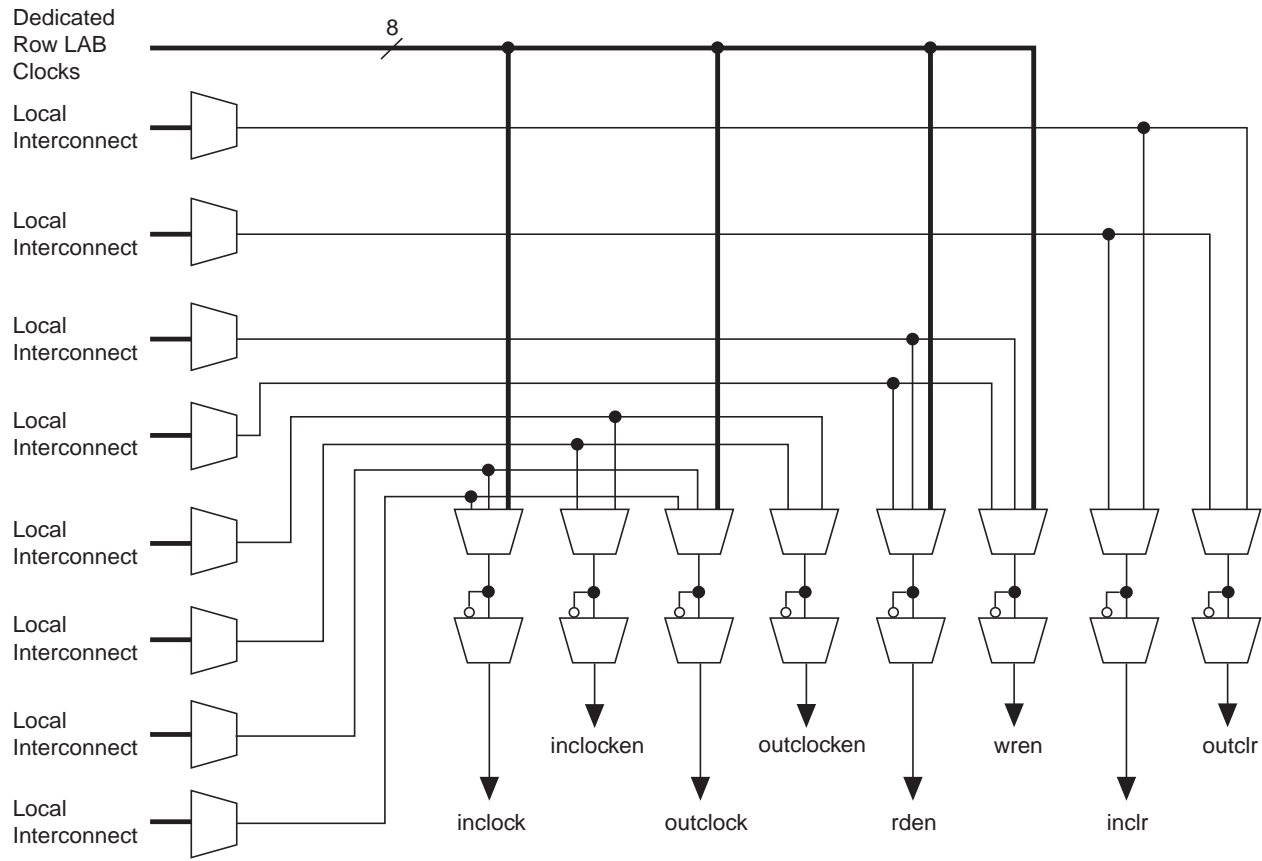 Dedicated
Row LAB
Clocks
8
Local
Interconnect
Local
Interconnect
Local
Interconnect
Local
Interconnect
Local
Interconnect
Local
Interconnect
Local
Interconnect
Local
Interconnect
inclocken
outclocken
wren
outclr
inclock
outclock
rden
inclr